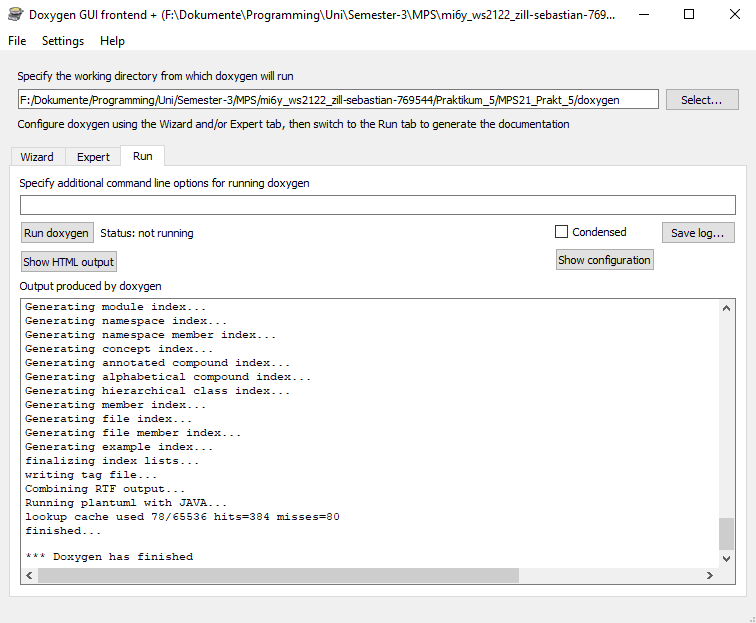 Doxygen GUI frontend + (F:\Dokumente\Programming\Uni\Semester-3\MPS\mi6y_ws2122_zill-sebastian-769...
File Settings Help
Specify the working directory from which doxygen will run
F:/Dokumente/Programming/Uni/Semester-3/MPS/mi6y_ws2122_zill-sebastian-769544/Praktikum_5/MPS21_Prakt_5/doxygen
Select...
Configure doxygen using the Wizard and/or Expert tab, then switch to the Run tab to generate the documentation
Wizard Expert Run
Specify additional command line options for running doxygen
Run doxygen Status: not running Condensed Save log...
Show HTML output Show configuration
Output produced by doxygen
Generating module index...
Generating namespace index...
Generating namespace member index...
Generating concept index...
Generating annotated compound index...
Generating alphabetical compound index...
Generating hierarchical class index...
Generating member index...
Generating file index...
Generating file member index...
Generating example index...
finalizing index lists...
writing tag file...
Combining RTF output...
Running plantuml with JAVA...
lookup cache used 78/65536 hits=384 misses=80
finished...
*** Doxygen has finished